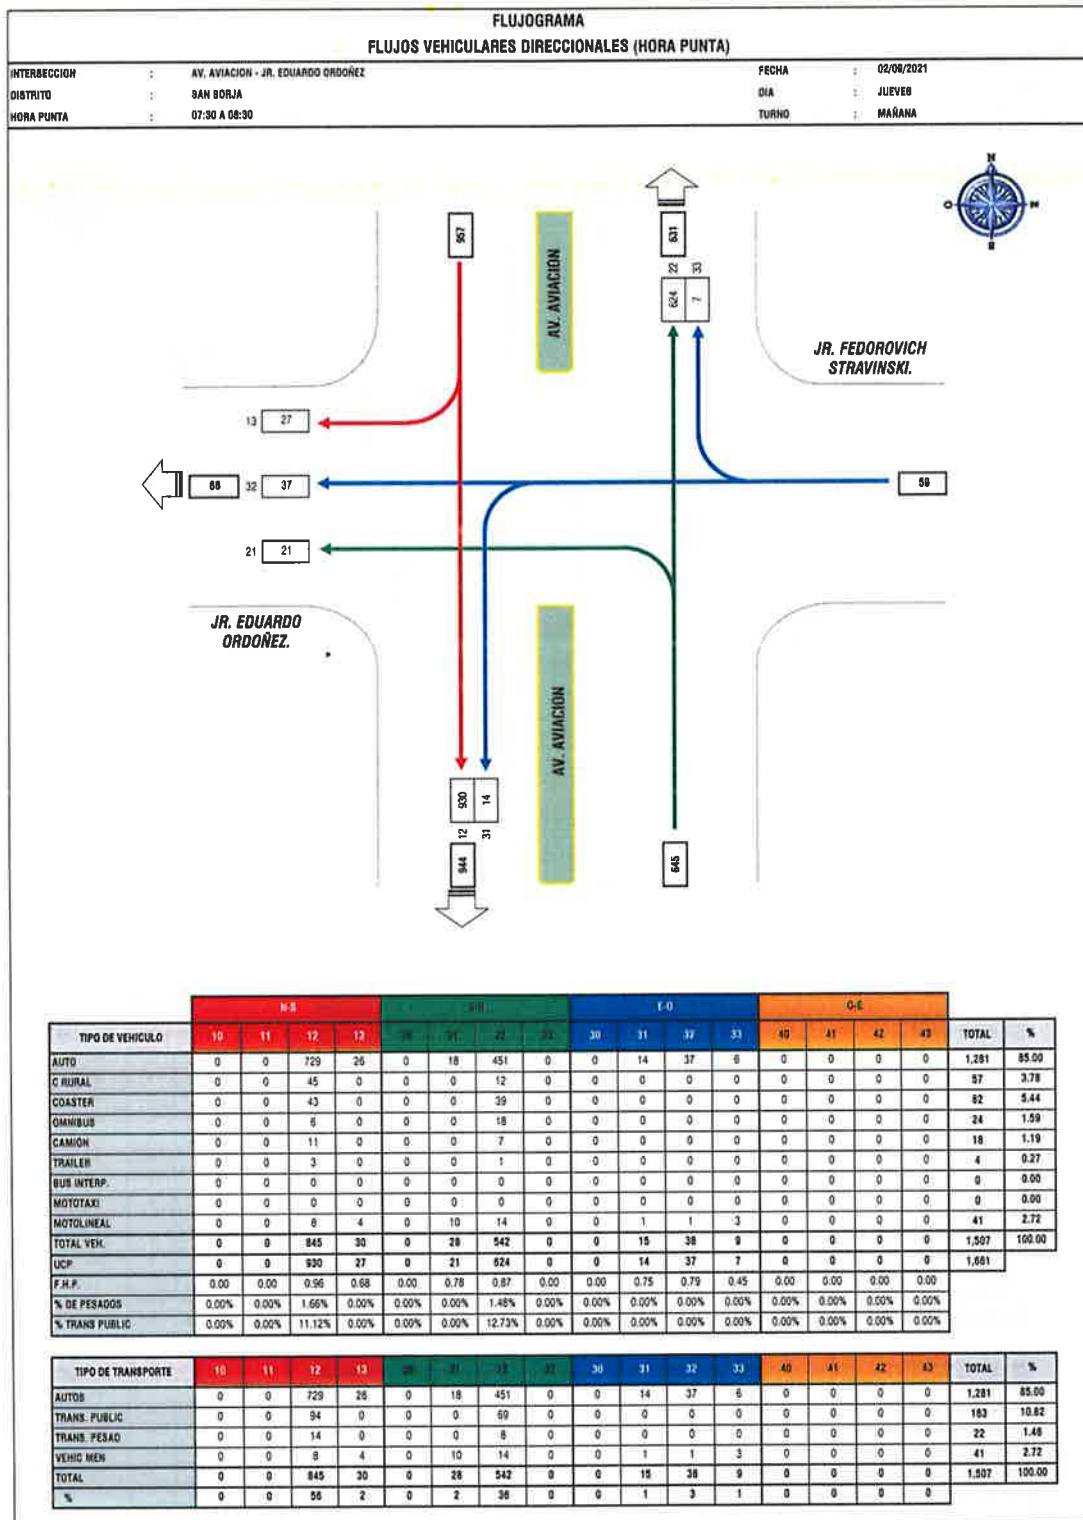 FLUJOGRAMA
FLUJOS VEHICULARES DIRECCIONALES (HORA PUNTA)
INTERSECCION : AV. AVIACION - JR. EDUARDO ORDOÑEZ FECHA : 02/09/2021
DISTRITO : SAN BORJA DIA : JUEVES
HORA PUNTA : 07:30 A 08:30 TURNO : MAÑANA
N
O
S
957
AV. AVIACION
631
22 33
624 7
JR. FEDOROVICH
STRAVINSKI.
13 27
32 37
59
21 21
JR. EDUARDO
ORDOÑEZ.
AV. AVIACION
930 14
12 31
944
645
N-S E-O O-E
TIPO DE VEHICULO 10 11 12 13 21 22 30 31 32 33 40 41 42 43 TOTAL %
AUTO 0 0 729 26 0 18 451 0 0 14 37 6 0 0 0 0 1,281 85.00
C RURAL 0 0 45 0 0 0 12 0 0 0 0 0 0 0 0 0 57 3.78
COASTER 0 0 43 0 0 0 39 0 0 0 0 0 0 0 0 0 82 5.44
OMNIBUS 0 0 6 0 0 0 18 0 0 0 0 0 0 0 0 0 24 1.59
CAMIÓN 0 0 11 0 0 0 7 0 0 0 0 0 0 0 0 0 18 1.19
TRAILER 0 0 3 0 0 0 1 0 0 0 0 0 0 0 0 0 4 0.27
BUS INTERP. 0 0 0 0 0 0 0 0 0 0 0 0 0 0 0 0 0 0.00
MOTOTAXI 0 0 0 0 0 0 0 0 0 0 0 0 0 0 0 0 0 0.00
MOTOLINEAL 0 0 8 4 0 10 14 0 0 1 1 3 0 0 0 0 41 2.72
TOTAL VEH. 0 0 845 30 0 28 542 0 0 15 38 9 0 0 0 0 1,507 100.00
UCP 0 0 930 27 0 21 624 0 0 14 37 7 0 0 0 0 1,661
F.H.P. 0.00 0.00 0.96 0.68 0.00 0.78 0.87 0.00 0.00 0.75 0.79 0.45 0.00 0.00 0.00 0.00
% DE PESADOS 0.00% 0.00% 1.66% 0.00% 0.00% 0.00% 1.48% 0.00% 0.00% 0.00% 0.00% 0.00% 0.00% 0.00% 0.00% 0.00%
% TRANS PUBLIC 0.00% 0.00% 11.12% 0.00% 0.00% 0.00% 12.73% 0.00% 0.00% 0.00% 0.00% 0.00% 0.00% 0.00% 0.00% 0.00%
TIPO DE TRANSPORTE 10 11 12 13 30 31 32 33 40 41 42 43 TOTAL %
AUTOS 0 0 729 26 0 18 451 0 0 14 37 6 0 0 0 0 1,281 85.00
TRANS. PUBLIC 0 0 94 0 0 0 69 0 0 0 0 0 0 0 0 0 163 10.82
TRANS. PESAD 0 0 14 0 0 0 8 0 0 0 0 0 0 0 0 0 22 1.46
VEHIC MEN 0 0 8 4 0 10 14 0 0 1 1 3 0 0 0 0 41 2.72
TOTAL 0 0 845 30 0 28 542 0 0 15 38 9 0 0 0 0 1,507 100.00
% 0 0 56 2 0 2 36 0 0 1 3 1 0 0 0 0